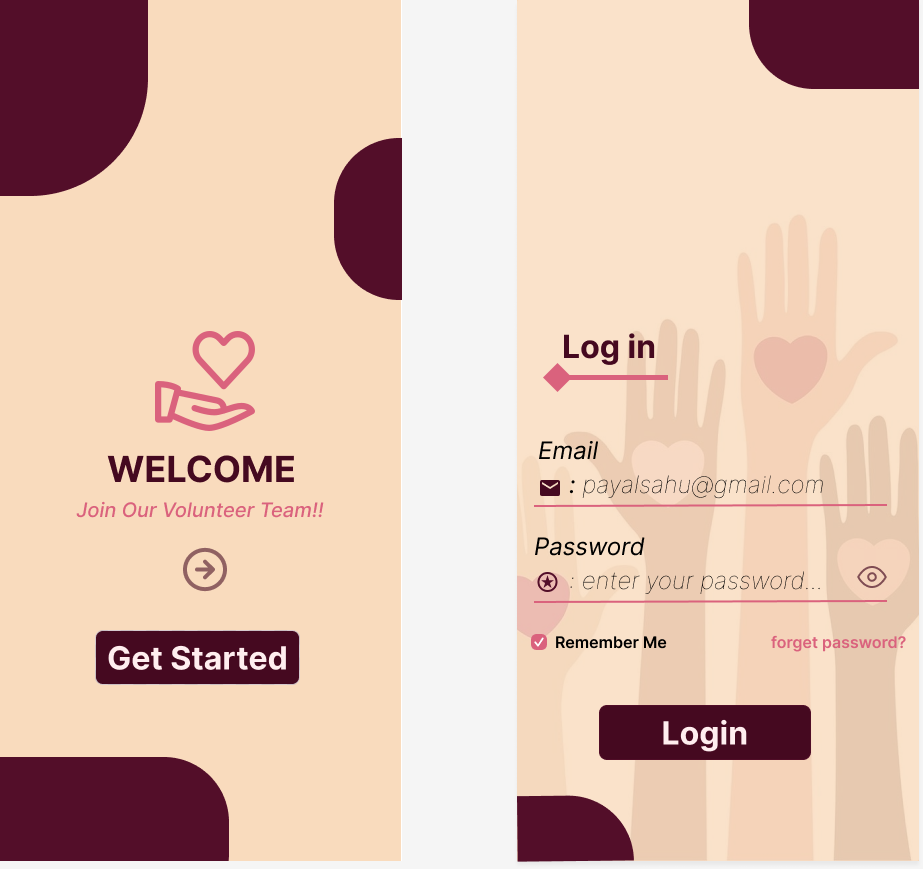 WELCOME
Join Our Volunteer Team!!
Get Started
Log in
Email
: payalsahu@gmail.com
Password
: enter your password...
Remember Me
forget password?
Login